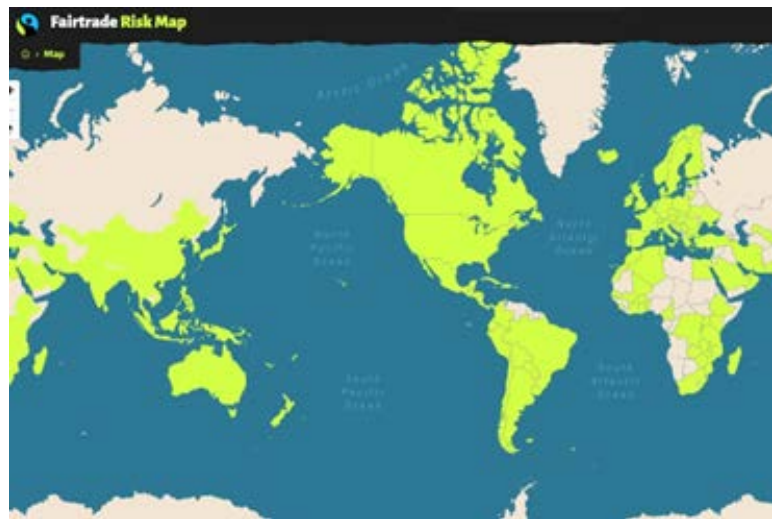 Fairtrade Risk Map
› Map
Arctic Ocean
North
Pacific
Ocean
North
Atlantic
Ocean
South
Pacific
Ocean
South
Atlantic
Ocean